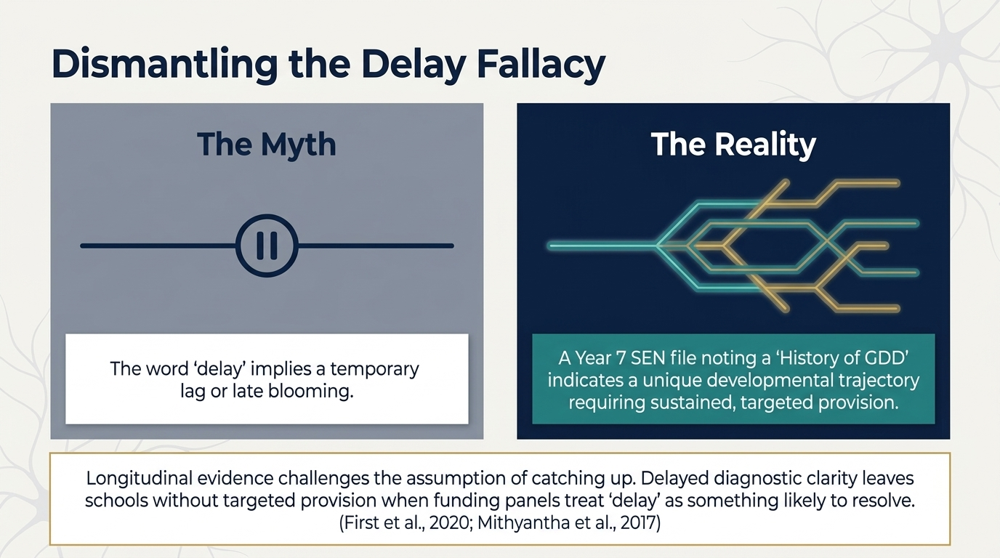 Dismantling the Delay Fallacy
The Myth
The word ‘delay’ implies a temporary
lag or late blooming.
The Reality
A Year 7 SEN file noting a ‘History of GDD’
indicates a unique developmental trajectory
requiring sustained, targeted provision.
Longitudinal evidence challenges the assumption of catching up. Delayed diagnostic clarity leaves
schools without targeted provision when funding panels treat ‘delay’ as something likely to resolve.
(First et al., 2020; Mithyantha et al., 2017)